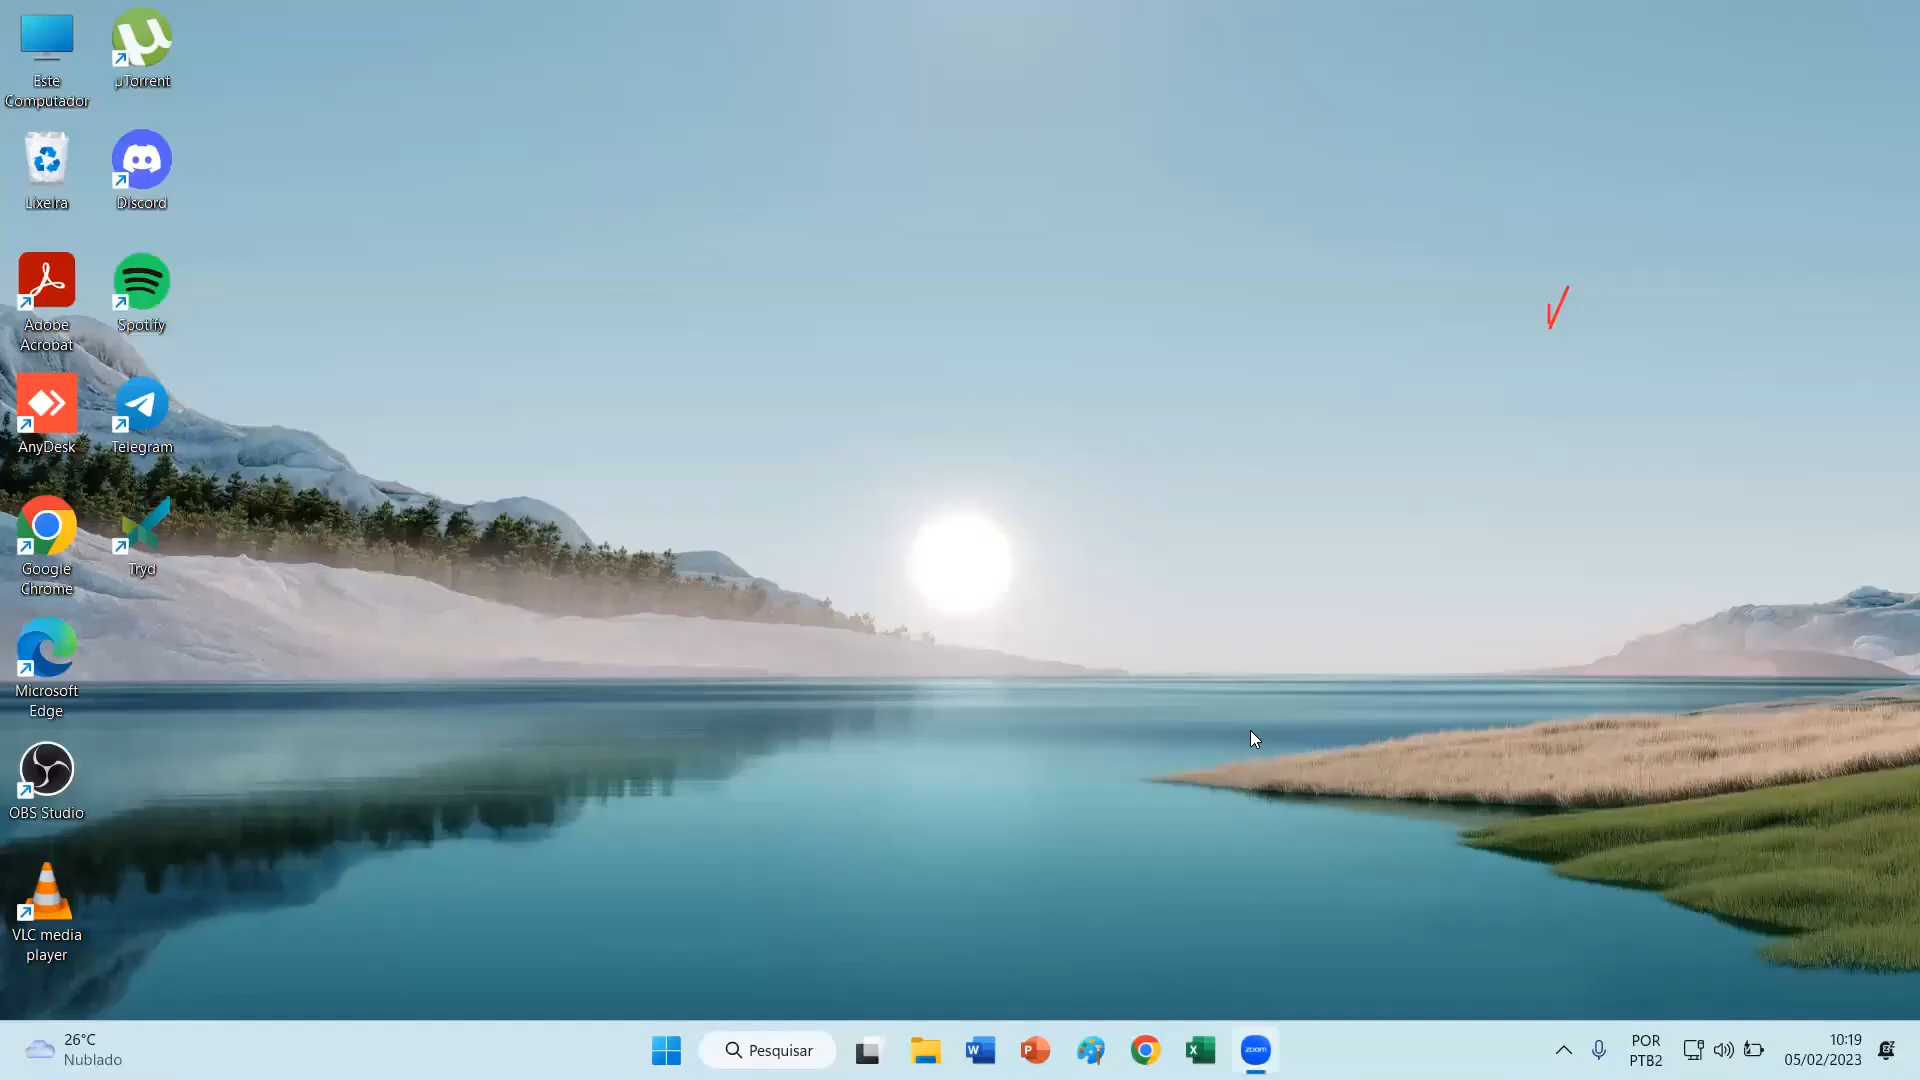 Este
Computador
µTorrent
Lixeira
Discord
Adobe
Acrobat
Spotify
AnyDesk
Telegram
Google
Chrome
Tryd
Microsoft
Edge
OBS Studio
VLC media
player
26°C
Nublado
Pesquisar
zoom
POR
PTB2
10:19
05/02/2023